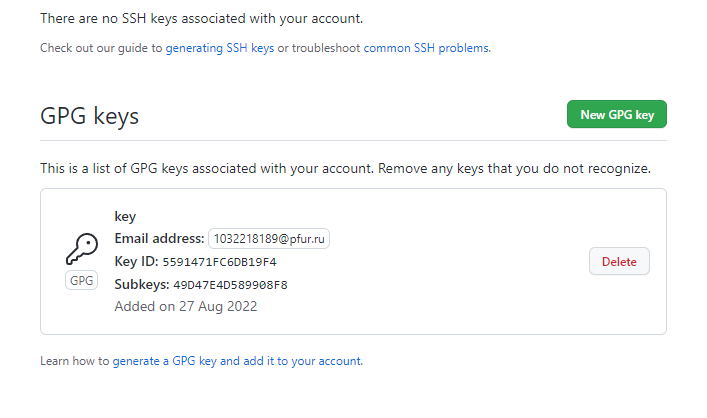 There are no SSH keys associated with your account.
Check out our guide to generating SSH keys or troubleshoot common SSH problems.
GPG keys
New GPG key
This is a list of GPG keys associated with your account. Remove any keys that you do not recognize.
key
Email address: 1032218189@pfur.ru
Key ID: 5591471FC6DB19F4
GPG
Subkeys: 49D47E4D589908F8
Delete
Added on 27 Aug 2022
Learn how to generate a GPG key and add it to your account.